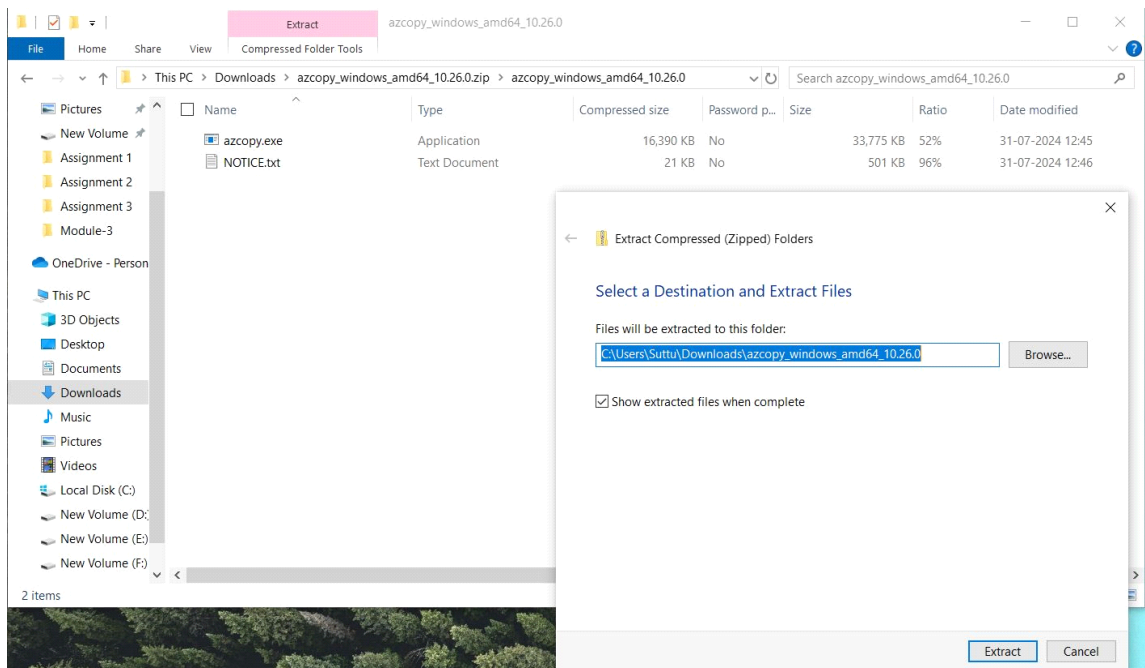 Extract
azcopy_windows_amd64_10.26.0
File Home Share View Compressed Folder Tools
This PC > Downloads > azcopy_windows_amd64_10.26.0.zip > azcopy_windows_amd64_10.26.0
Search azcopy_windows_amd64_10.26.0
Pictures
New Volume
Assignment 1
Assignment 2
Assignment 3
Module-3
OneDrive - Person
This PC
3D Objects
Desktop
Documents
Downloads
Music
Pictures
Videos
Local Disk (C:)
New Volume (D:
New Volume (E:)
New Volume (F:)
2 items
Name Type Compressed size Password p... Size Ratio Date modified
azcopy.exe Application 16,390 KB No 33,775 KB 52% 31-07-2024 12:45
NOTICE.txt Text Document 21 KB No 501 KB 96% 31-07-2024 12:46
Extract Compressed (Zipped) Folders
Select a Destination and Extract Files
Files will be extracted to this folder:
C:\Users\Suttu\Downloads\azcopy_windows_amd64_10.26.0
Browse...
Show extracted files when complete
Extract Cancel